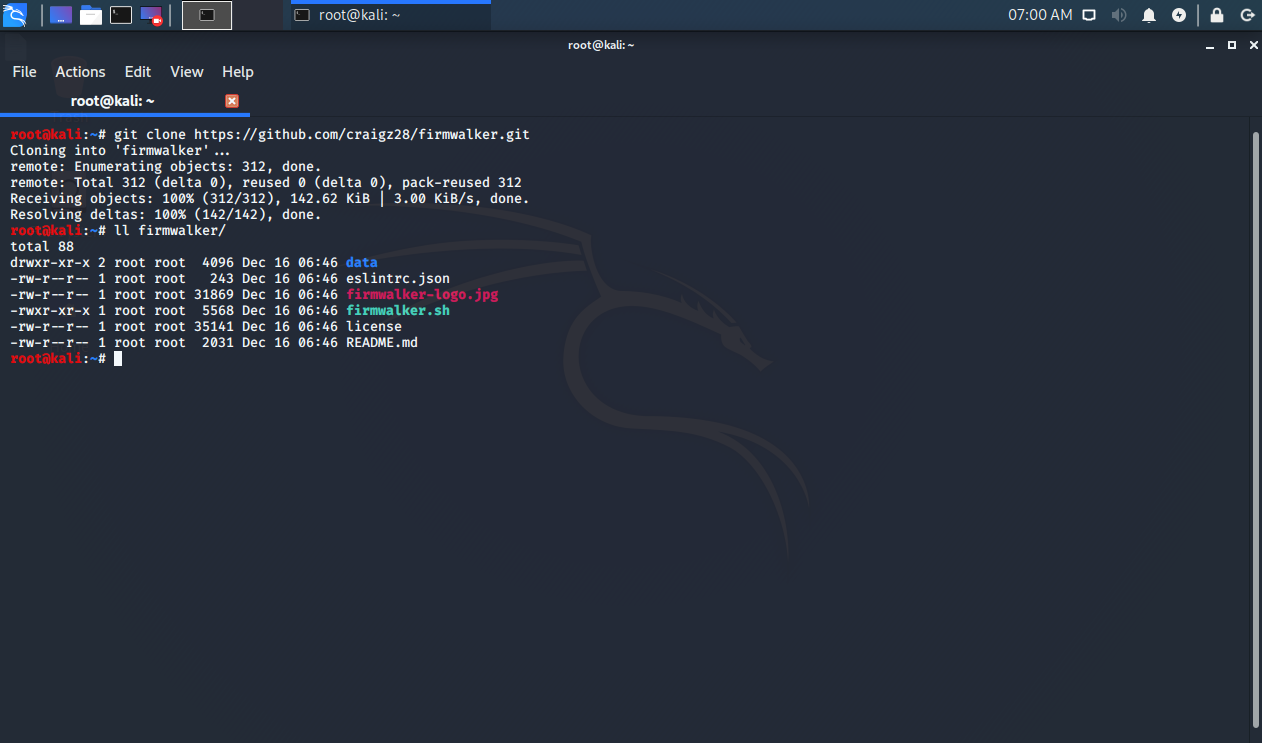 root@kali: ~
07:00 AM
root@kali: ~
File Actions Edit View Help
root@kali: ~
root@kali:~# git clone https://github.com/craigz28/firmwalker.git
Cloning into 'firmwalker'...
remote: Enumerating objects: 312, done.
remote: Total 312 (delta 0), reused 0 (delta 0), pack-reused 312
Receiving objects: 100% (312/312), 142.62 KiB | 3.00 KiB/s, done.
Resolving deltas: 100% (142/142), done.
root@kali:~# ll firmwalker/
total 88
drwxr-xr-x 2 root root  4096 Dec 16 06:46 data
-rw-r--r-- 1 root root   243 Dec 16 06:46 eslintrc.json
-rw-r--r-- 1 root root 31869 Dec 16 06:46 firmwalker-logo.jpg
-rwxr-xr-x 1 root root  5568 Dec 16 06:46 firmwalker.sh
-rw-r--r-- 1 root root 35141 Dec 16 06:46 license
-rw-r--r-- 1 root root  2031 Dec 16 06:46 README.md
root@kali:~#